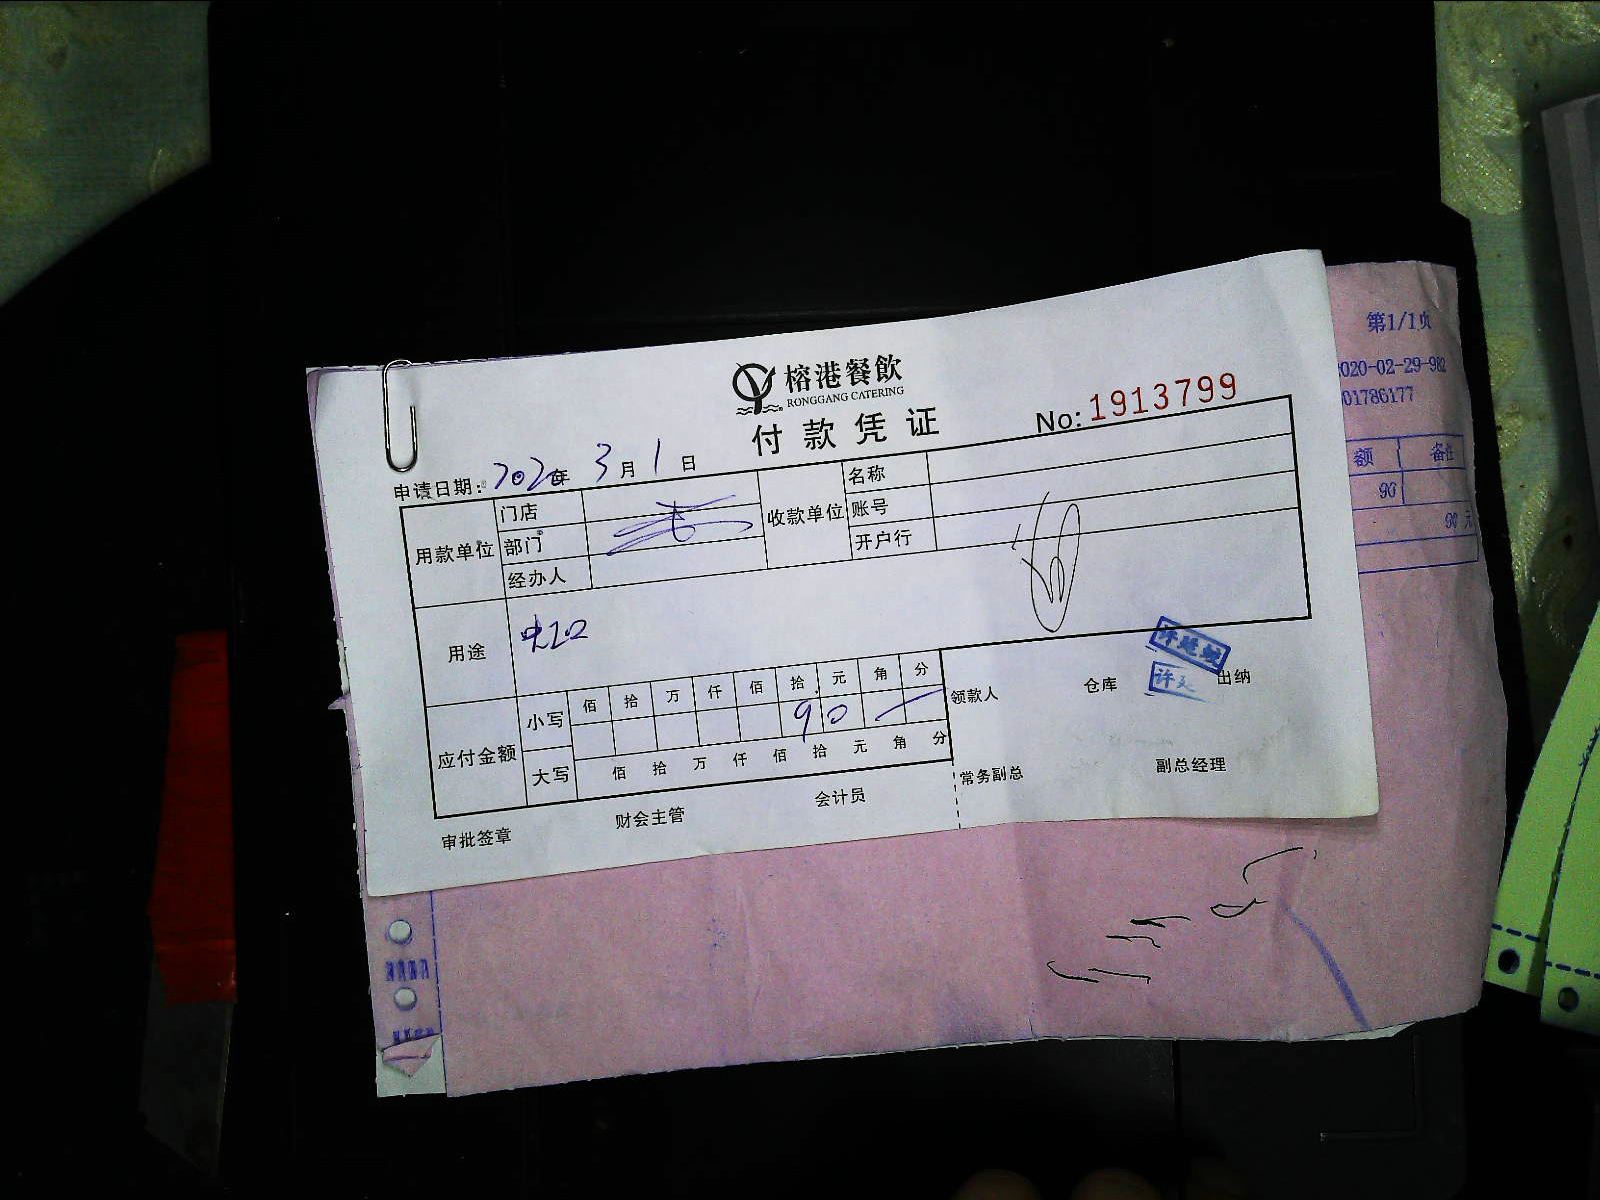 榕港餐飲
RONGGANG CATERING
付款凭证
No: 1913799
申请日期: 2020年 3月 1日
用款单位 门店 收款单位 名称
部门 账号
经办人 开户行
用途
应付金额 小写 佰 拾 万 仟 佰 拾 元 角 分
9 0
大写 佰 拾 万 仟 佰 拾 元 角 分
领款人 仓库 出纳
审批签章 财会主管 会计员 常务副总 副总经理
第1/1页
020-02-29-982
01786177
额 备注
90
90 元